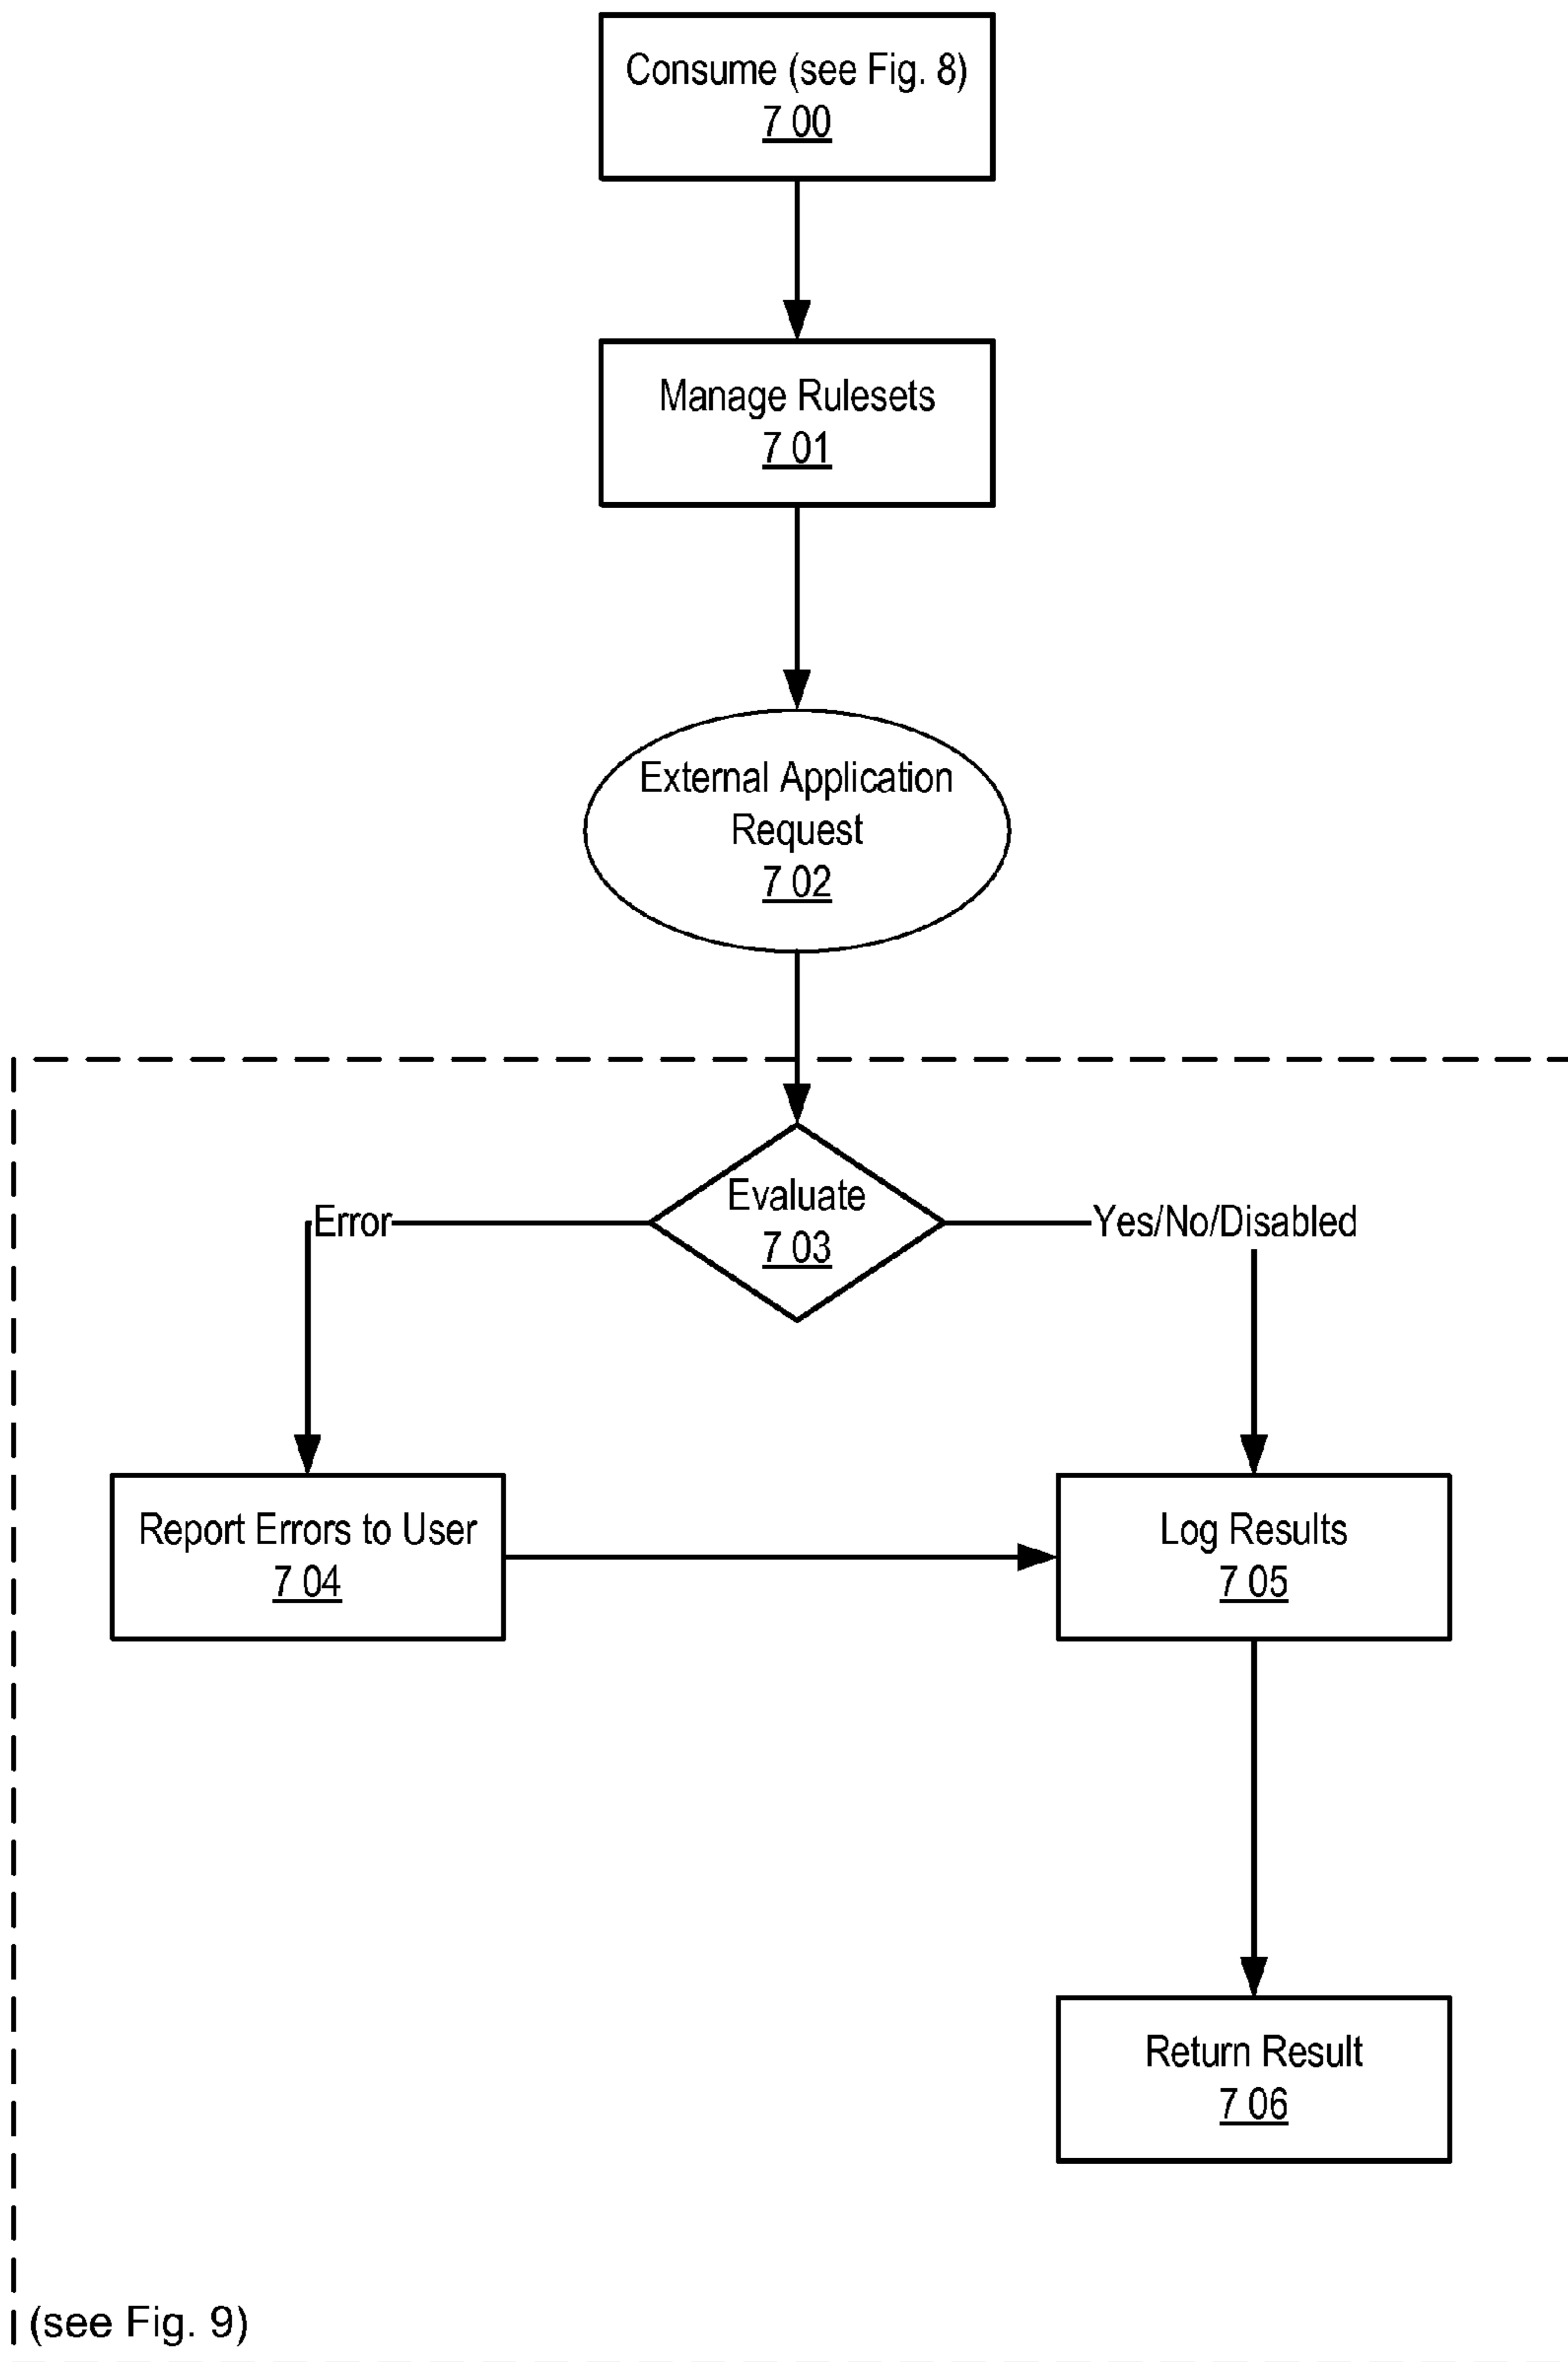 Consume (see Fig. 8)
7 00
Manage Rulesets
7 01
External Application
Request
7 02
Evaluate
7 03
Error
Yes/No/Disabled
Report Errors to User
7 04
Log Results
7 05
Return Result
7 06
(see Fig. 9)